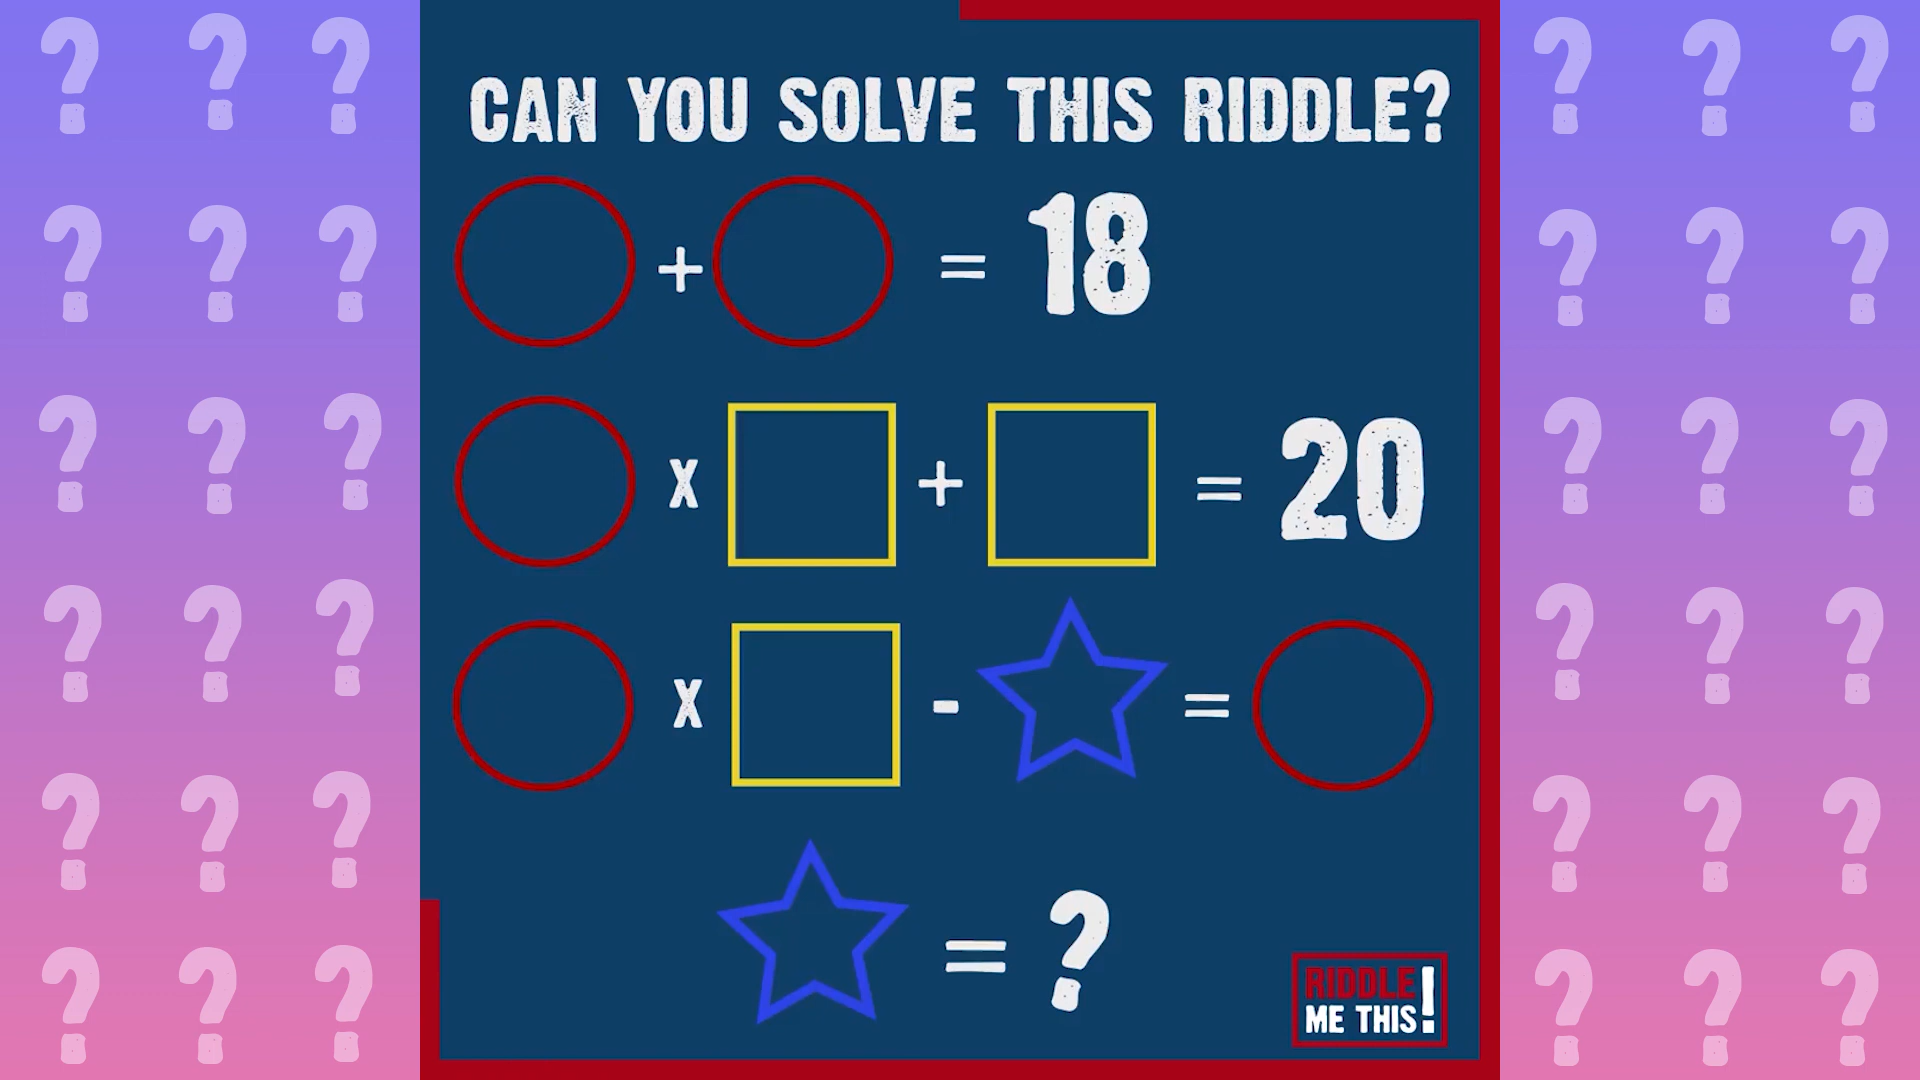 CAN YOU SOLVE THIS RIDDLE?
+ = 18
X + = 20
X - =
= ?
RIDDLE
ME THIS!